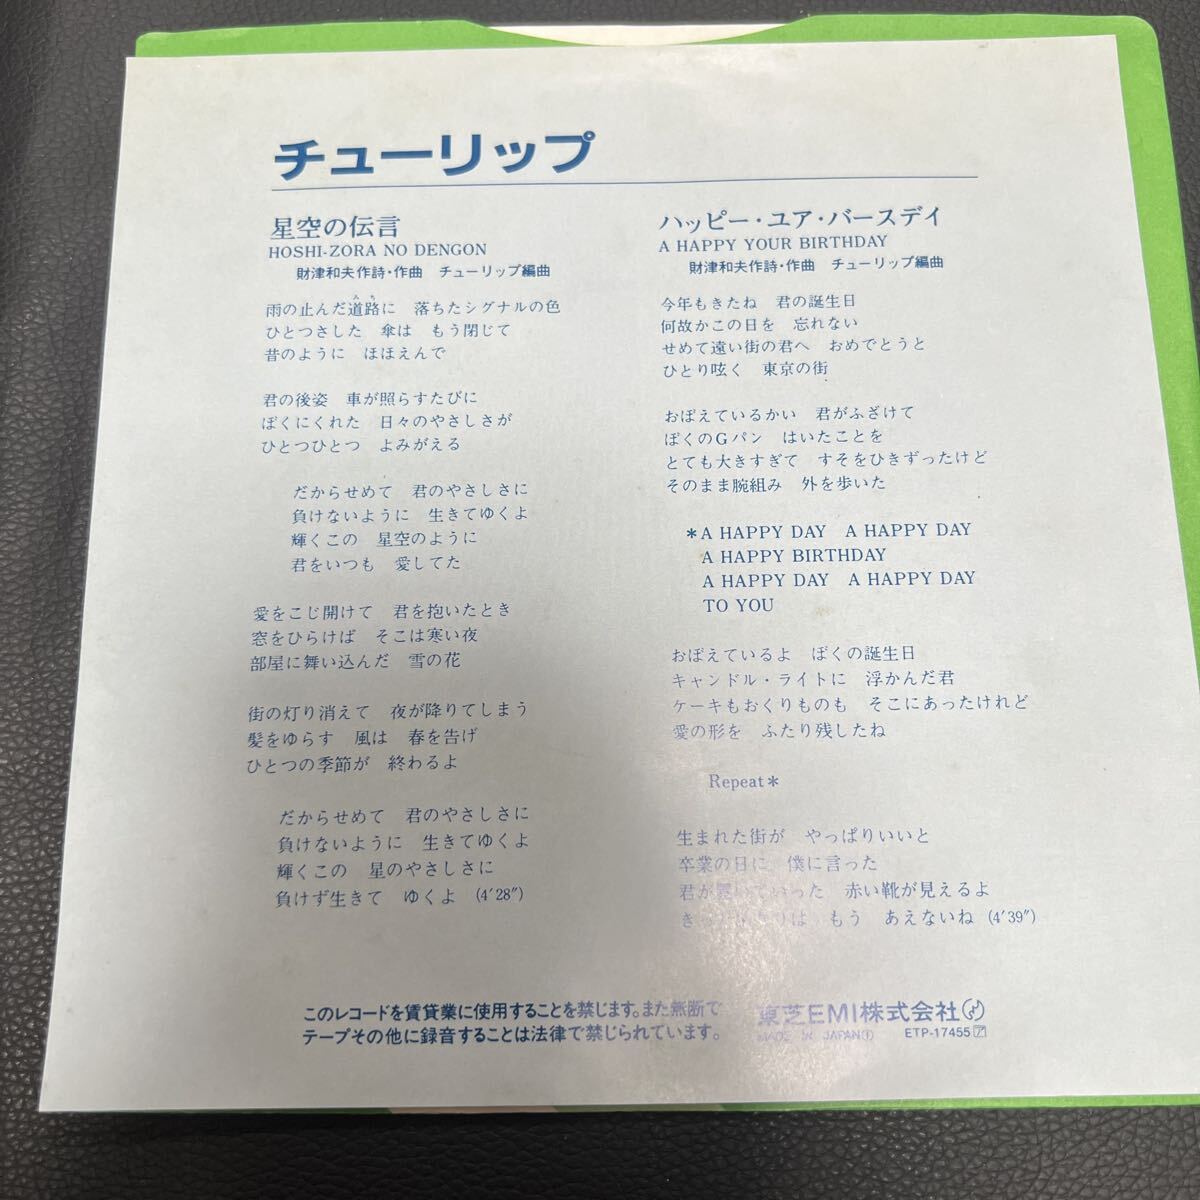 チューリップ
星空の伝言
HOSHI-ZORA NO DENGON
財津和夫作詩・作曲　チューリップ編曲
みち
雨の止んだ道路に　落ちたシグナルの色
ひとつさした　傘は　もう閉じて
昔のように　ほほえんで
君の後姿　車が照らすたびに
ぼくにくれた　日々のやさしさが
ひとつひとつ　よみがえる
だからせめて　君のやさしさに
負けないように　生きてゆくよ
輝くこの　星空のように
君をいつも　愛してた
愛をこじ開けて　君を抱いたとき
窓をひらけば　そこは寒い夜
部屋に舞い込んだ　雪の花
街の灯り消えて　夜が降りてしまう
髪をゆらす　風は　春を告げ
ひとつの季節が　終わるよ
だからせめて　君のやさしさに
負けないように　生きてゆくよ
輝くこの　星のやさしさに
負けず生きて　ゆくよ　(4′28″)
ハッピー・ユア・バースデイ
A HAPPY YOUR BIRTHDAY
財津和夫作詩・作曲　チューリップ編曲
今年もきたね　君の誕生日
何故かこの日を　忘れない
せめて遠い街の君へ　おめでとうと
ひとり呟く　東京の街
おぼえているかい　君がふざけて
ぼくのGパン　はいたことを
とても大きすぎて　すそをひきずったけど
そのまま腕組み　外を歩いた
＊A HAPPY DAY　A HAPPY DAY
A HAPPY BIRTHDAY
A HAPPY DAY　A HAPPY DAY
TO YOU
おぼえているよ　ぼくの誕生日
キャンドル・ライトに　浮かんだ君
ケーキもおくりものも　そこにあったけれど
愛の形を　ふたり残したね
Repeat＊
生まれた街が　やっぱりいいと
卒業の日に　僕に言った
君が　いった　赤い靴が見えるよ
き　は　もう　あえないね (4′39″)
このレコードを賃貸業に使用することを禁じます。また無断で
テープその他に録音することは法律で禁じられています。
東芝EMI株式会社
MADE IN JAPAN　ETP-17455 ア